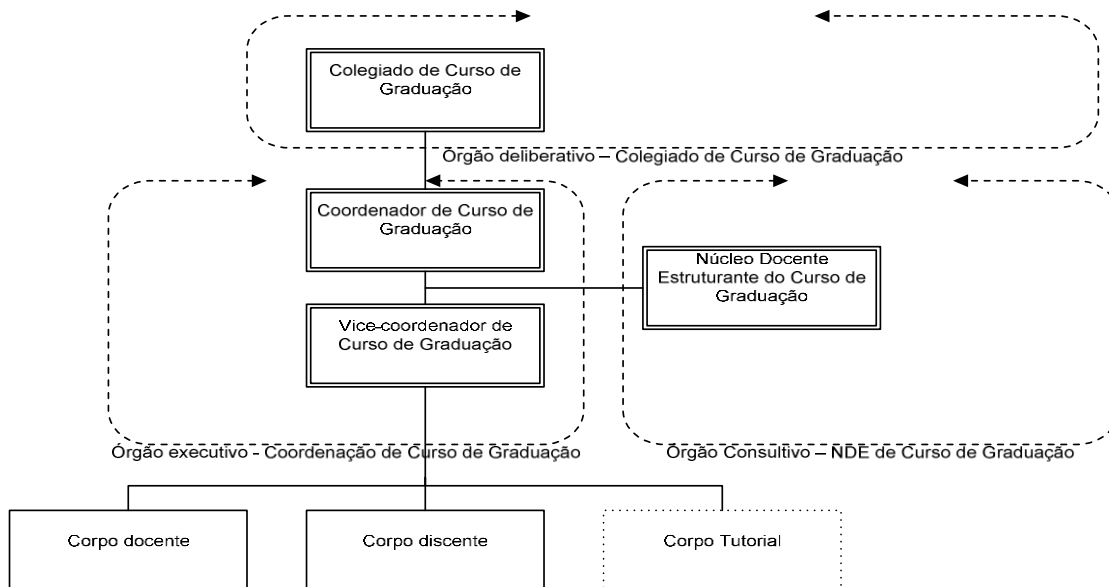 Colegiado de Curso de
Graduação
Órgão deliberativo – Colegiado de Curso de Graduação
Coordenador de Curso de
Graduação
Núcleo Docente
Estruturante do Curso de
Graduação
Vice-coordenador de
Curso de Graduação
Órgão executivo - Coordenação de Curso de Graduação
Órgão Consultivo – NDE de Curso de Graduação
Corpo docente
Corpo discente
Corpo Tutorial